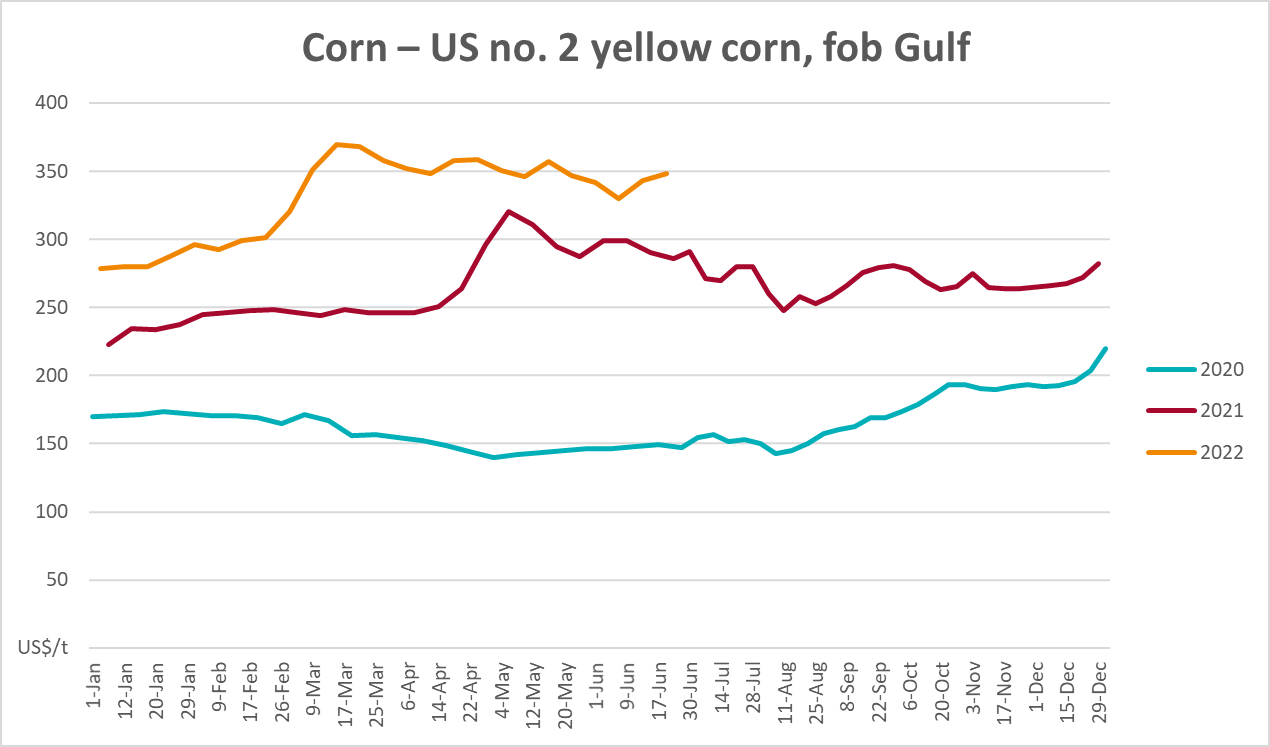 Corn – US no. 2 yellow corn, fob Gulf
400
350
300
250
200
150
100
50
US$/t
1-Jan
12-Jan
20-Jan
29-Jan
9-Feb
17-Feb
26-Feb
9-Mar
17-Mar
25-Mar
6-Apr
14-Apr
22-Apr
4-May
12-May
20-May
1-Jun
9-Jun
17-Jun
30-Jun
14-Jul
28-Jul
11-Aug
25-Aug
8-Sep
22-Sep
6-Oct
20-Oct
3-Nov
17-Nov
1-Dec
15-Dec
29-Dec
2020
2021
2022